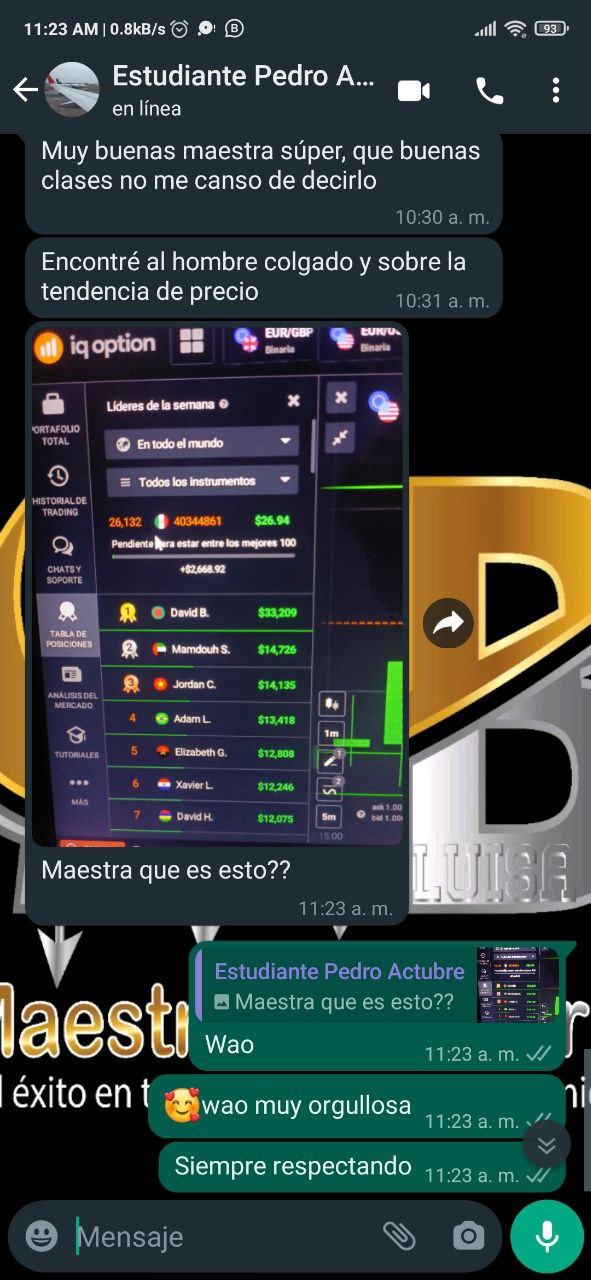 11:23 AM | 0.8kB/s
93
Estudiante Pedro A...
en línea
Muy buenas maestra súper, que buenas
clases no me canso de decirlo
10:30 a. m.
Encontré al hombre colgado y sobre la
tendencia de precio
10:31 a. m.
iq option
EUR/GBP
Binaria
Binaria
Líderes de la semana
PORTAFOLIO
TOTAL
En todo el mundo
Todos los instrumentos
HISTORIAL DE
TRADING
26,132 40344861 $26.94
Pendiente para estar entre los mejores 100
+$2,668.92
CHATS Y
SOPORTE
1 David B. $33,209
TABLA DE
POSICIONES
2 Mamdouh S. $14,726
3 Jordan C. $14,135
ANÁLISIS DEL
MERCADO
4 Adam L. $13,418
TUTORIALES
5 Elizabeth G. $12,808
MÁS
6 Xavier L. $12,246
7 David H. $12,075
1m
1
2
5m
ask 1.00
bid 1.00
15:00
Maestra que es esto??
11:23 a. m.
LUISA
Estudiante Pedro Actubre
Maestra que es esto??
Wao
11:23 a. m.
Maest
éxito en t
🥰wao muy orgullosa
11:23 a. m.
Siempre respectando
11:23 a. m.
Mensaje